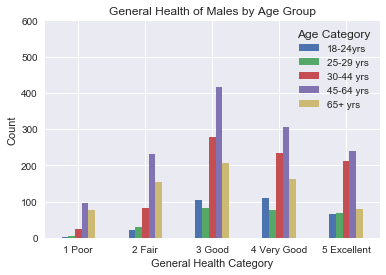 General Health of Males by Age Group
600
500
400
300
200
100
0
Count
Age Category
18-24yrs
25-29 yrs
30-44 yrs
45-64 yrs
65+ yrs
1 Poor
2 Fair
3 Good
4 Very Good
5 Excellent
General Health Category